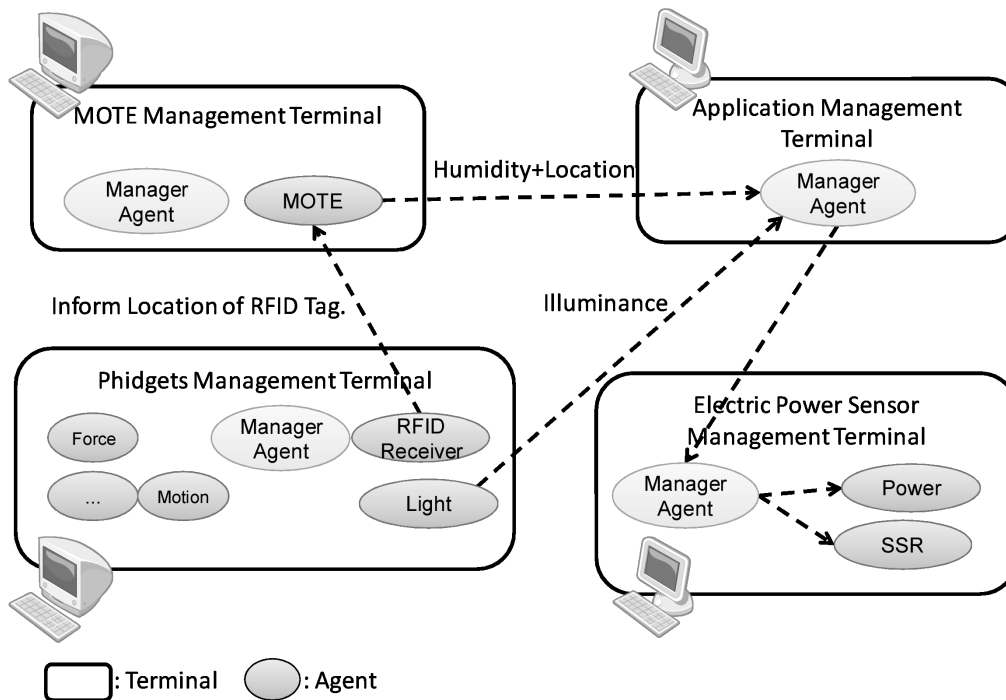 MOTE Management Terminal
Manager
Agent
MOTE
Humidity+Location
Application Management
Terminal
Manager
Agent
Inform Location of RFID Tag.
Illuminance
Phidgets Management Terminal
Force
Manager
Agent
RFID
Receiver
...
Motion
Light
Electric Power Sensor
Management Terminal
Manager
Agent
Power
SSR
: Terminal
: Agent